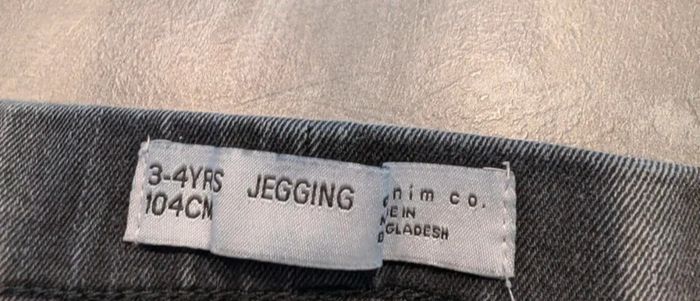 3-4YRS
104CM
JEGGING
nim co.
E IN
GLADESH